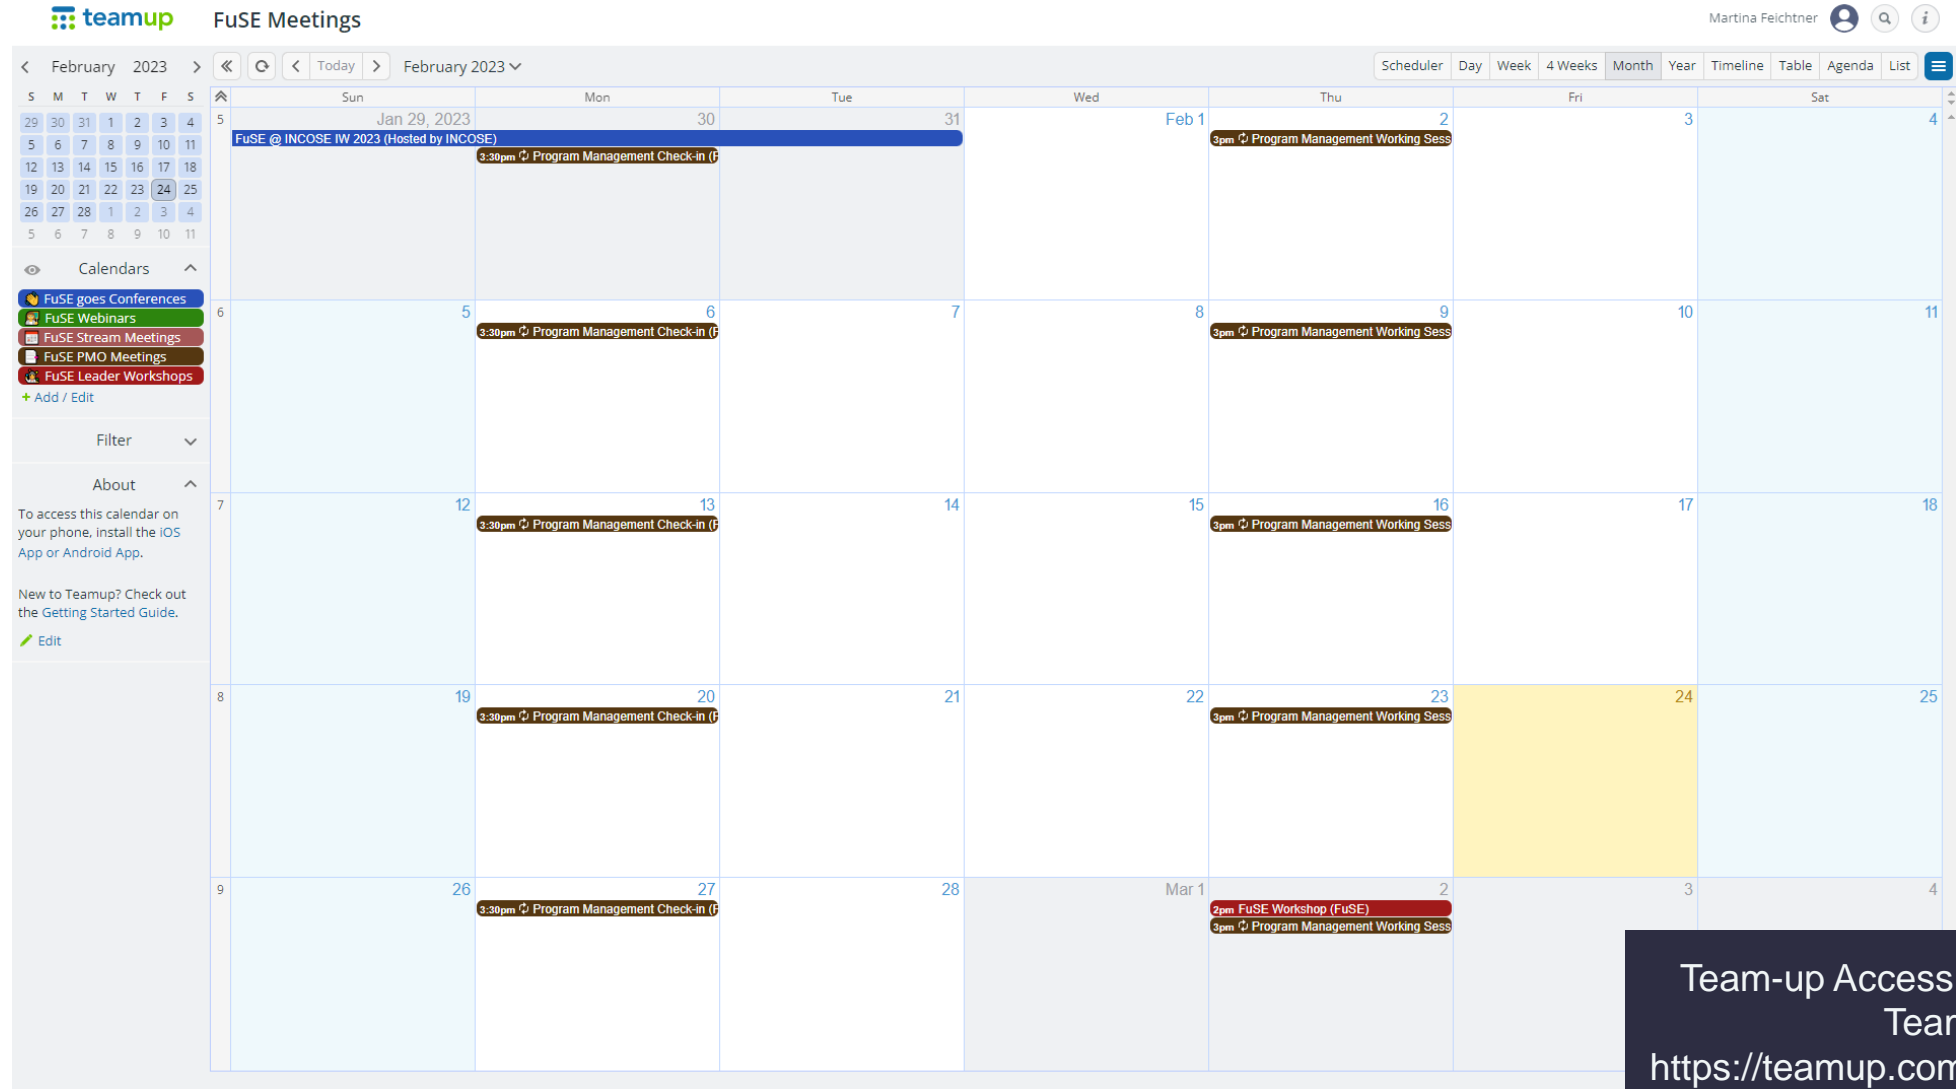 teamup FuSE Meetings Martina Feichtner i
February 2023 Today February 2023 Scheduler Day Week 4 Weeks Month Year Timeline Table Agenda List
S M T W T F S
29 30 31 1 2 3 4
5 6 7 8 9 10 11
12 13 14 15 16 17 18
19 20 21 22 23 24 25
26 27 28 1 2 3 4
5 6 7 8 9 10 11
Calendars
FuSE goes Conferences
FuSE Webinars
FuSE Stream Meetings
FuSE PMO Meetings
FuSE Leader Workshops
+ Add / Edit
Filter
About
To access this calendar on
your phone, install the iOS
App or Android App.
New to Teamup? Check out
the Getting Started Guide.
Edit
Sun Mon Tue Wed Thu Fri Sat
5 Jan 29, 2023 30 31 Feb 1 2 3 4
FuSE @ INCOSE IW 2023 (Hosted by INCOSE) 3pm Program Management Working Sess
3:30pm Program Management Check-in (F
6 5 6 7 8 9 10 11
3:30pm Program Management Check-in (F 3pm Program Management Working Sess
7 12 13 14 15 16 17 18
3:30pm Program Management Check-in (F 3pm Program Management Working Sess
8 19 20 21 22 23 24 25
3:30pm Program Management Check-in (F 3pm Program Management Working Sess
9 26 27 28 Mar 1 2 3 4
3:30pm Program Management Check-in (F 2pm FuSE Workshop (FuSE)
3pm Program Management Working Sess
Team-up Access
Tear
https://teamup.com